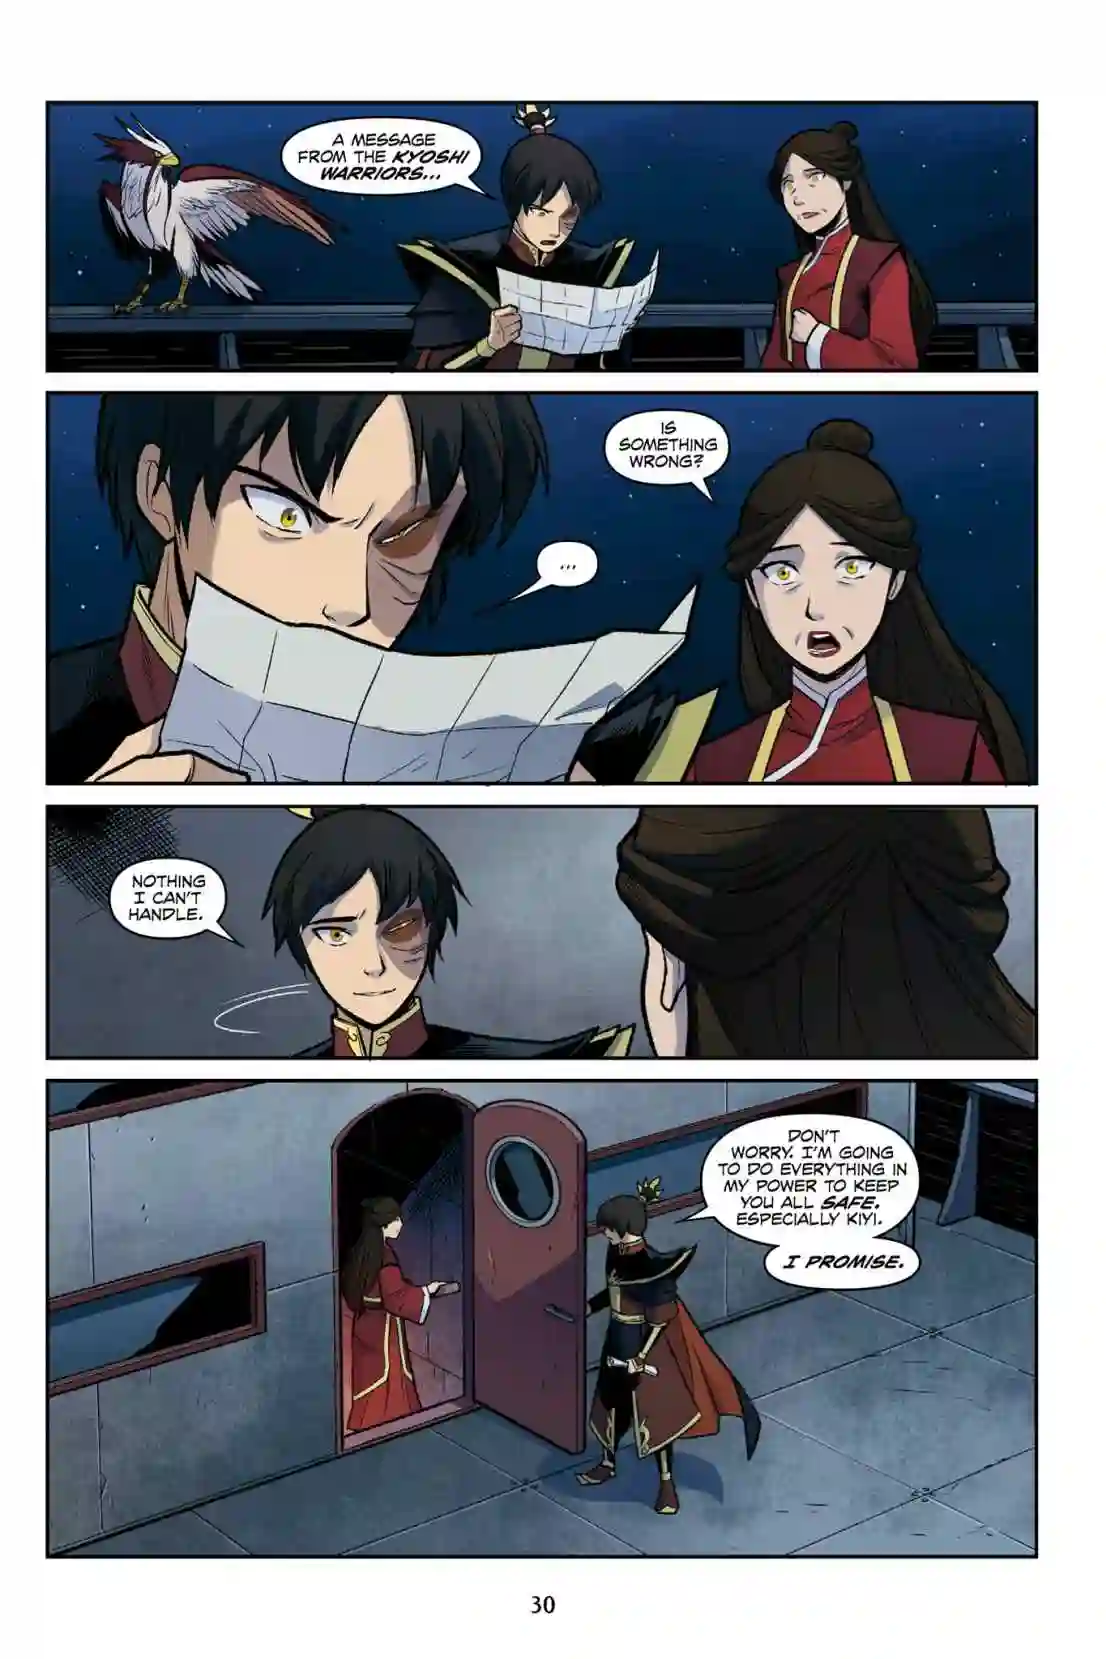 A MESSAGE
FROM THE KYOSHI
WARRIORS...
IS
SOMETHING
WRONG?
...
NOTHING
I CAN'T
HANDLE.
DON'T
WORRY. I'M GOING
TO DO EVERYTHING IN
MY POWER TO KEEP
YOU ALL SAFE.
ESPECIALLY KIYI.
I PROMISE.
30